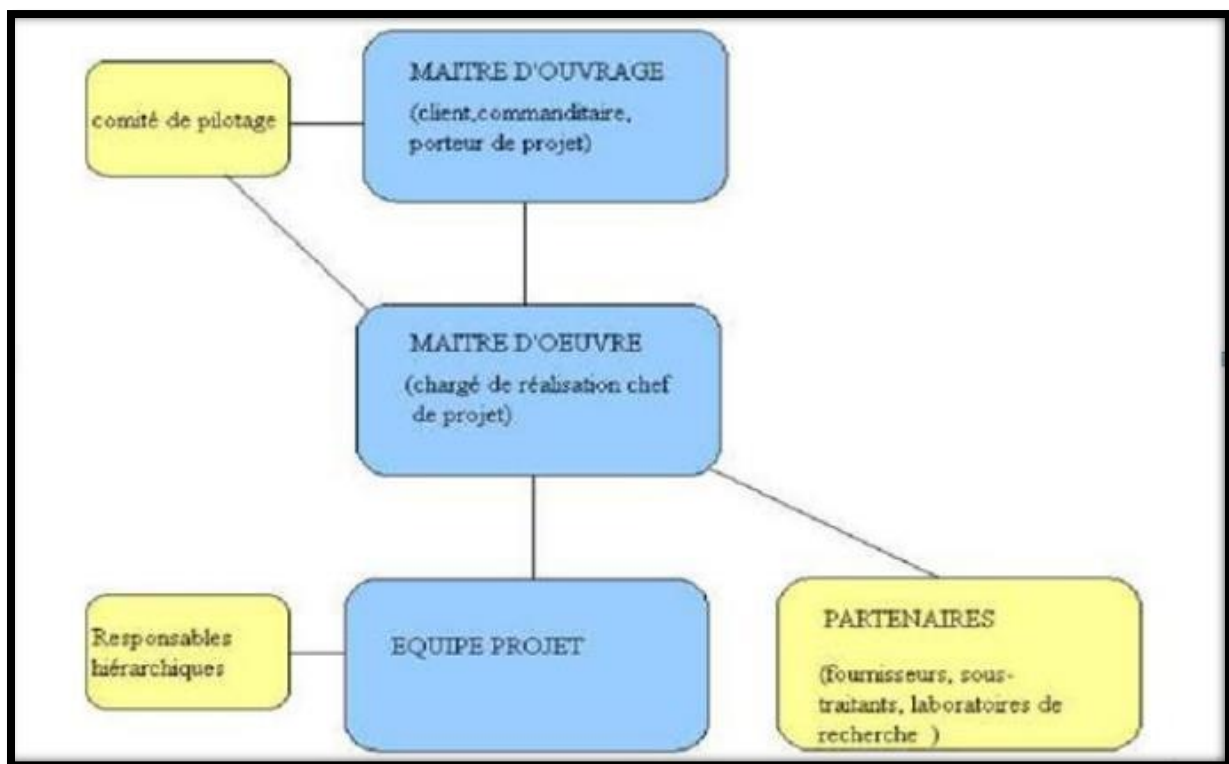 MAITRE D'OUVRAGE
(client,commanditaire,
porteur de projet)
comité de pilotage
MAITRE D'OEUVRE
(chargé de réalisation chef
de projet)
Responsables
hiérarchiques
EQUIPE PROJET
PARTENAIRES
(fournisseurs, sous-
traitants, laboratoires de
recherche )